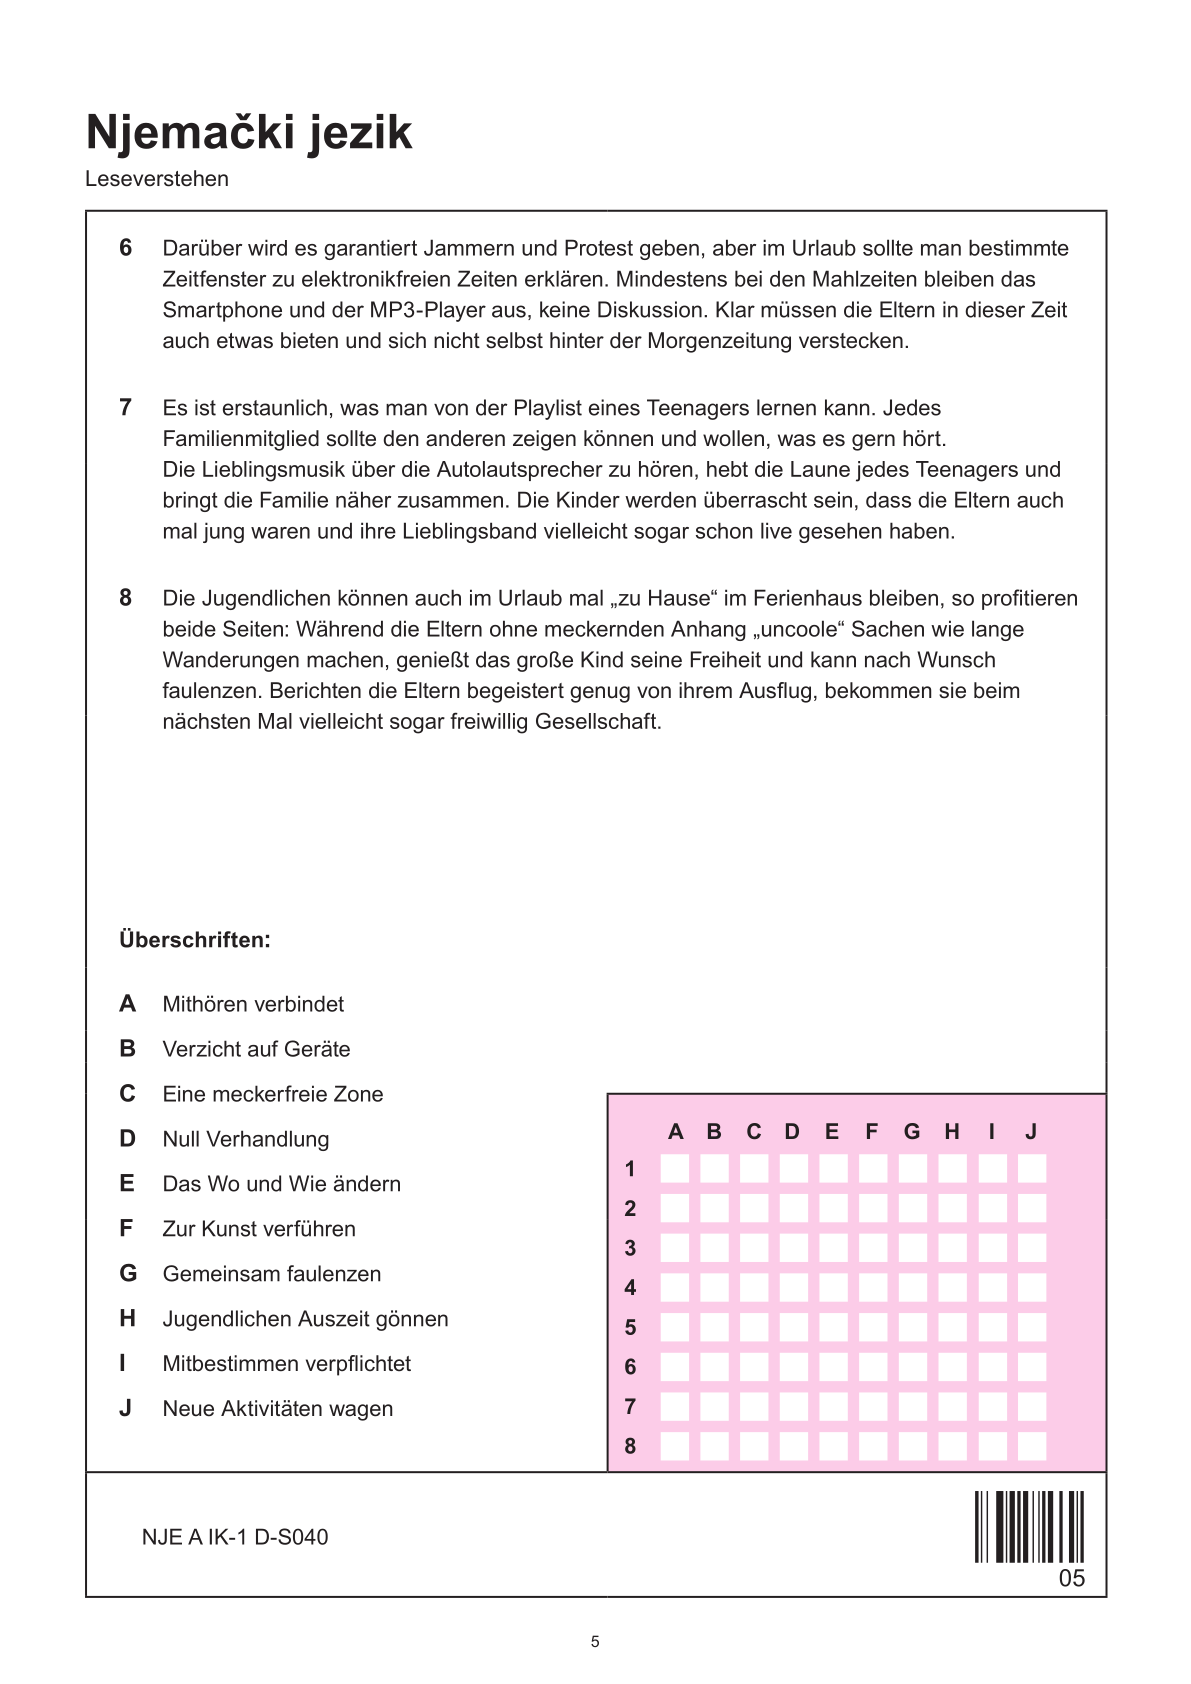 Njemački jezik
Leseverstehen
6 Darüber wird es garantiert Jammern und Protest geben, aber im Urlaub sollte man bestimmte
Zeitfenster zu elektronikfreien Zeiten erklären. Mindestens bei den Mahlzeiten bleiben das
Smartphone und der MP3-Player aus, keine Diskussion. Klar müssen die Eltern in dieser Zeit
auch etwas bieten und sich nicht selbst hinter der Morgenzeitung verstecken.
7 Es ist erstaunlich, was man von der Playlist eines Teenagers lernen kann. Jedes
Familienmitglied sollte den anderen zeigen können und wollen, was es gern hört.
Die Lieblingsmusik über die Autolautsprecher zu hören, hebt die Laune jedes Teenagers und
bringt die Familie näher zusammen. Die Kinder werden überrascht sein, dass die Eltern auch
mal jung waren und ihre Lieblingsband vielleicht sogar schon live gesehen haben.
8 Die Jugendlichen können auch im Urlaub mal „zu Hause“ im Ferienhaus bleiben, so profitieren
beide Seiten: Während die Eltern ohne meckernden Anhang „uncoole“ Sachen wie lange
Wanderungen machen, genießt das große Kind seine Freiheit und kann nach Wunsch
faulenzen. Berichten die Eltern begeistert genug von ihrem Ausflug, bekommen sie beim
nächsten Mal vielleicht sogar freiwillig Gesellschaft.
Überschriften:
A Mithören verbindet
B Verzicht auf Geräte
C Eine meckerfreie Zone
D Null Verhandlung
E Das Wo und Wie ändern
F Zur Kunst verführen
G Gemeinsam faulenzen
H Jugendlichen Auszeit gönnen
I Mitbestimmen verpflichtet
J Neue Aktivitäten wagen
A B C D E F G H I J
1
2
3
4
5
6
7
8
NJE A IK-1 D-S040
05
5